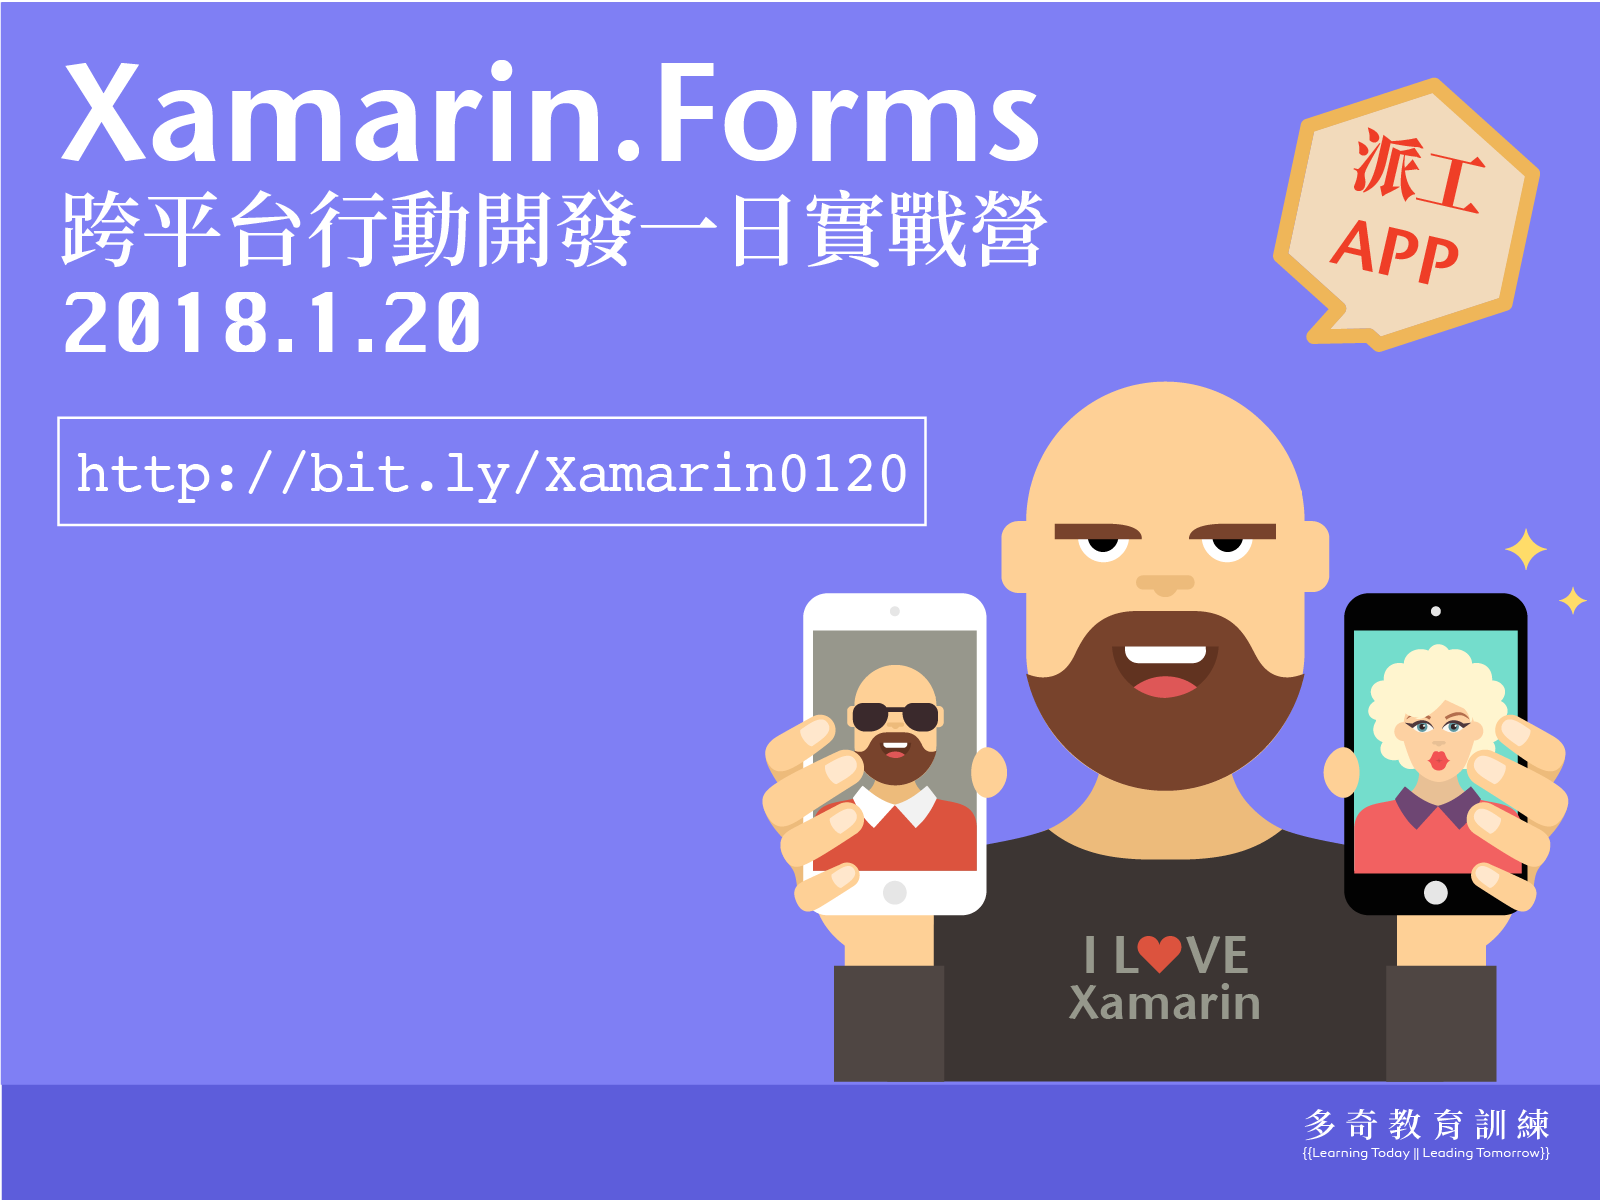 Xamarin.Forms
跨平台行動開發一日實戰營
2018.1.20
http://bit.ly/Xamarin0120
派工
APP
I L❤VE
Xamarin
多奇教育訓練
{{Learning Today || Leading Tomorrow}}